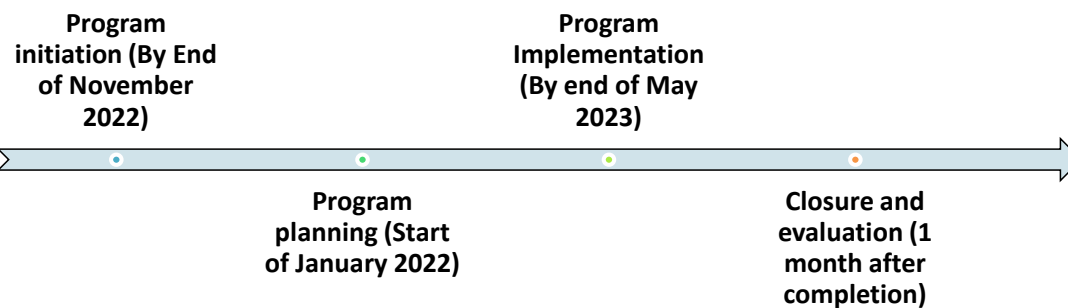 Program
initiation (By End
of November
2022)
Program
planning (Start
of January 2022)
Program
Implementation
(By end of May
2023)
Closure and
evaluation (1
month after
completion)